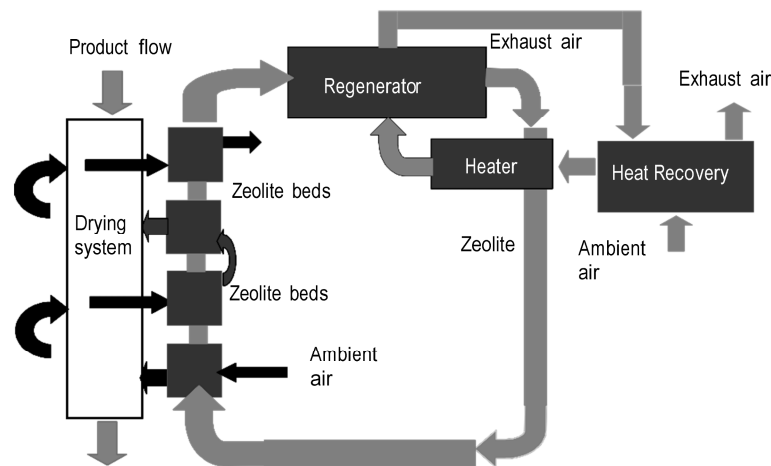 Product flow
Exhaust air
Regenerator
Exhaust air
Heater
Heat Recovery
Zeolite beds
Drying
system
Zeolite
Ambient
air
Zeolite beds
Ambient
air